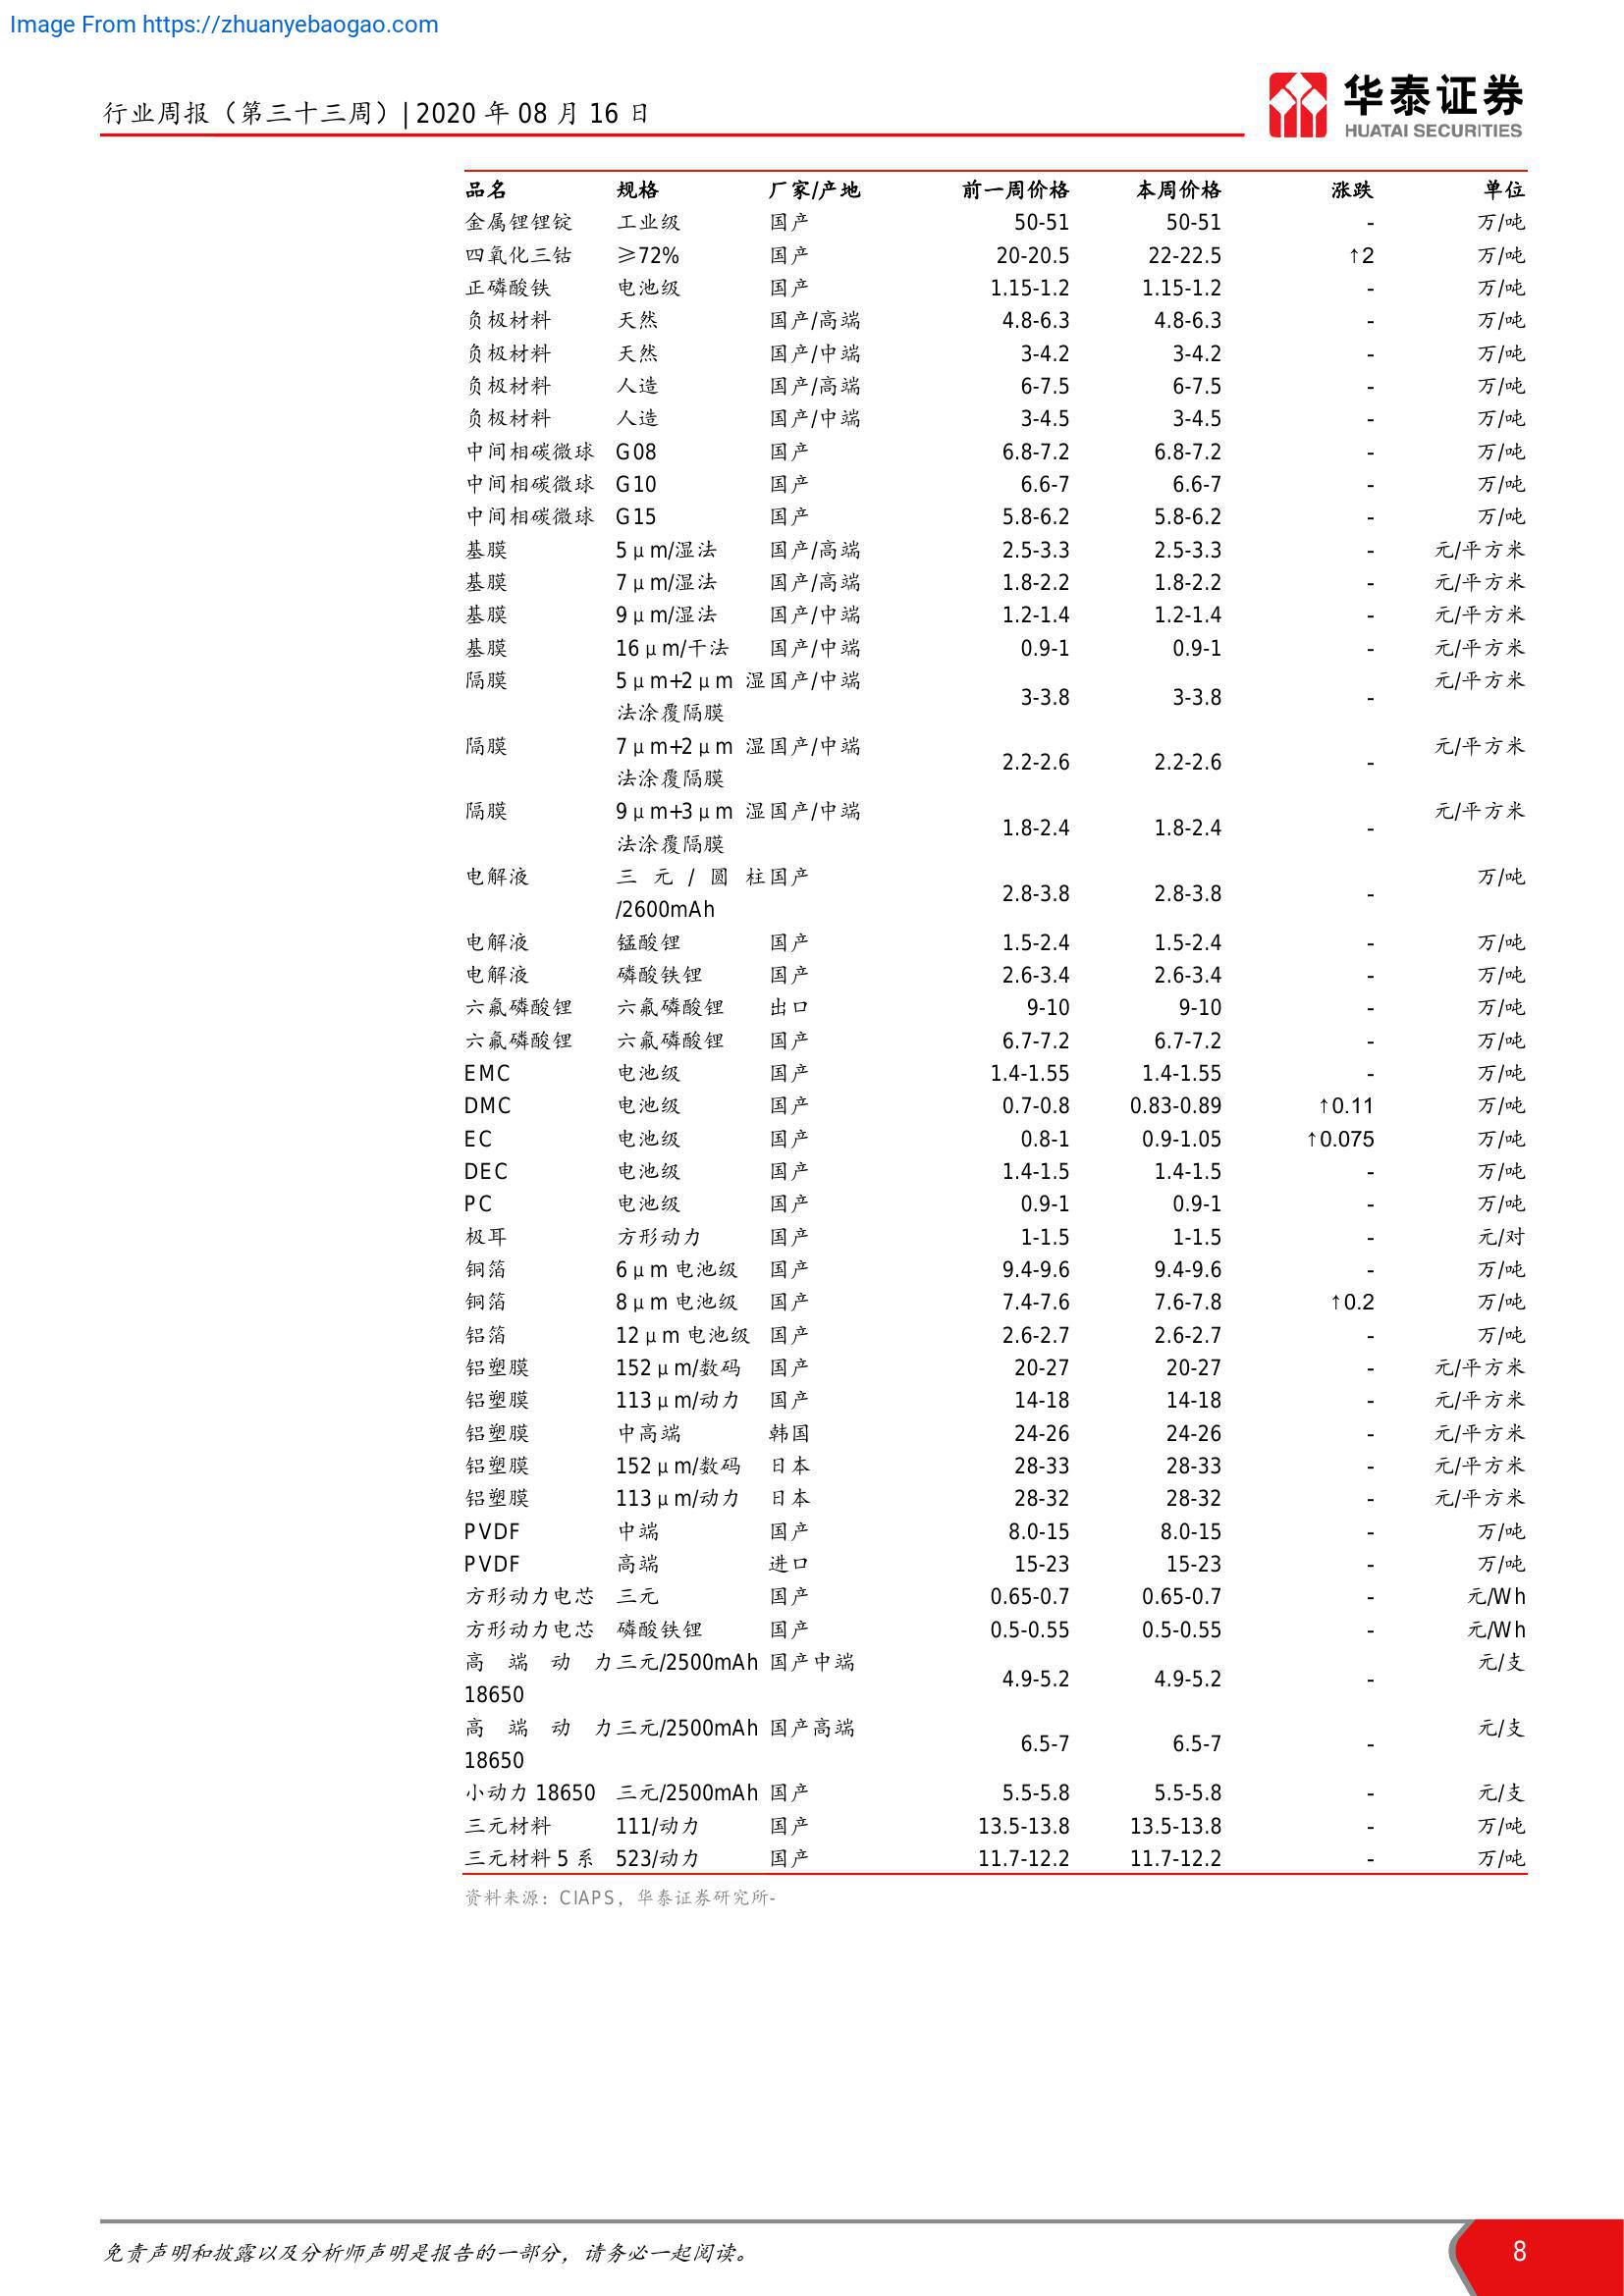 Image From https://zhuanyebaogao.com
行业周报（第三十三周）| 2020 年 08 月 16 日
华泰证券
HUATAI SECURITIES
品名 规格 厂家/产地 前一周价格 本周价格 涨跌 单位
金属锂锂锭 工业级 国产 50-51 50-51 - 万/吨
四氧化三钴 ≥72% 国产 20-20.5 22-22.5 ↑2 万/吨
正磷酸铁 电池级 国产 1.15-1.2 1.15-1.2 - 万/吨
负极材料 天然 国产/高端 4.8-6.3 4.8-6.3 - 万/吨
负极材料 天然 国产/中端 3-4.2 3-4.2 - 万/吨
负极材料 人造 国产/高端 6-7.5 6-7.5 - 万/吨
负极材料 人造 国产/中端 3-4.5 3-4.5 - 万/吨
中间相碳微球 G08 国产 6.8-7.2 6.8-7.2 - 万/吨
中间相碳微球 G10 国产 6.6-7 6.6-7 - 万/吨
中间相碳微球 G15 国产 5.8-6.2 5.8-6.2 - 万/吨
基膜 5μm/湿法 国产/高端 2.5-3.3 2.5-3.3 - 元/平方米
基膜 7μm/湿法 国产/高端 1.8-2.2 1.8-2.2 - 元/平方米
基膜 9μm/湿法 国产/中端 1.2-1.4 1.2-1.4 - 元/平方米
基膜 16μm/干法 国产/中端 0.9-1 0.9-1 - 元/平方米
隔膜 5μm+2μm 湿 国产/中端 3-3.8 3-3.8 - 元/平方米
法涂覆隔膜
隔膜 7μm+2μm 湿 国产/中端 2.2-2.6 2.2-2.6 - 元/平方米
法涂覆隔膜
隔膜 9μm+3μm 湿 国产/中端 1.8-2.4 1.8-2.4 - 元/平方米
法涂覆隔膜
电解液 三元/圆柱 国产 2.8-3.8 2.8-3.8 - 万/吨
/2600mAh
电解液 锰酸锂 国产 1.5-2.4 1.5-2.4 - 万/吨
电解液 磷酸铁锂 国产 2.6-3.4 2.6-3.4 - 万/吨
六氟磷酸锂 六氟磷酸锂 出口 9-10 9-10 - 万/吨
六氟磷酸锂 六氟磷酸锂 国产 6.7-7.2 6.7-7.2 - 万/吨
EMC 电池级 国产 1.4-1.55 1.4-1.55 - 万/吨
DMC 电池级 国产 0.7-0.8 0.83-0.89 ↑0.11 万/吨
EC 电池级 国产 0.8-1 0.9-1.05 ↑0.075 万/吨
DEC 电池级 国产 1.4-1.5 1.4-1.5 - 万/吨
PC 电池级 国产 0.9-1 0.9-1 - 万/吨
极耳 方形动力 国产 1-1.5 1-1.5 - 元/对
铜箔 6μm 电池级 国产 9.4-9.6 9.4-9.6 - 万/吨
铜箔 8μm 电池级 国产 7.4-7.6 7.6-7.8 ↑0.2 万/吨
铝箔 12μm 电池级 国产 2.6-2.7 2.6-2.7 - 万/吨
铝塑膜 152μm/数码 国产 20-27 20-27 - 元/平方米
铝塑膜 113μm/动力 国产 14-18 14-18 - 元/平方米
铝塑膜 中高端 韩国 24-26 24-26 - 元/平方米
铝塑膜 152μm/数码 日本 28-33 28-33 - 元/平方米
铝塑膜 113μm/动力 日本 28-32 28-32 - 元/平方米
PVDF 中端 国产 8.0-15 8.0-15 - 万/吨
PVDF 高端 进口 15-23 15-23 - 万/吨
方形动力电芯 三元 国产 0.65-0.7 0.65-0.7 - 元/Wh
方形动力电芯 磷酸铁锂 国产 0.5-0.55 0.5-0.55 - 元/Wh
高端动力 三元/2500mAh 国产中端 4.9-5.2 4.9-5.2 - 元/支
18650
高端动力 三元/2500mAh 国产高端 6.5-7 6.5-7 - 元/支
18650
小动力 18650 三元/2500mAh 国产 5.5-5.8 5.5-5.8 - 元/支
三元材料 111/动力 国产 13.5-13.8 13.5-13.8 - 万/吨
三元材料 5 系 523/动力 国产 11.7-12.2 11.7-12.2 - 万/吨
资料来源：CIAPS，华泰证券研究所-
免责声明和披露以及分析师声明是报告的一部分，请务必一起阅读。
8